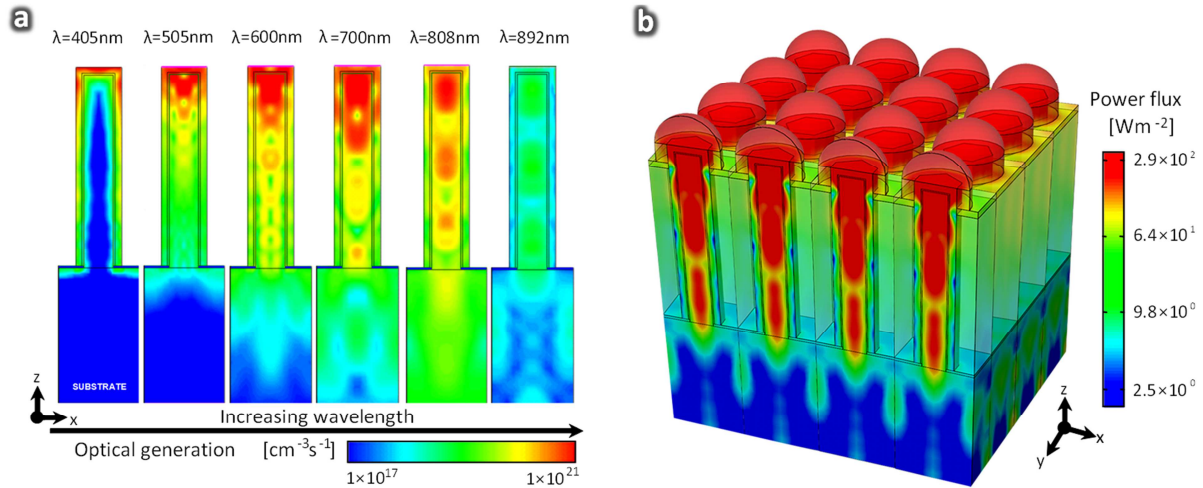 a
λ=405nm λ=505nm λ=600nm λ=700nm λ=808nm λ=892nm
SUBSTRATE
z
x
Increasing wavelength
Optical generation [cm⁻³s⁻¹]
1×10¹⁷ 1×10²¹
b
Power flux
[Wm⁻²]
2.9×10²
6.4×10¹
9.8×10⁰
2.5×10⁰
z
x
y